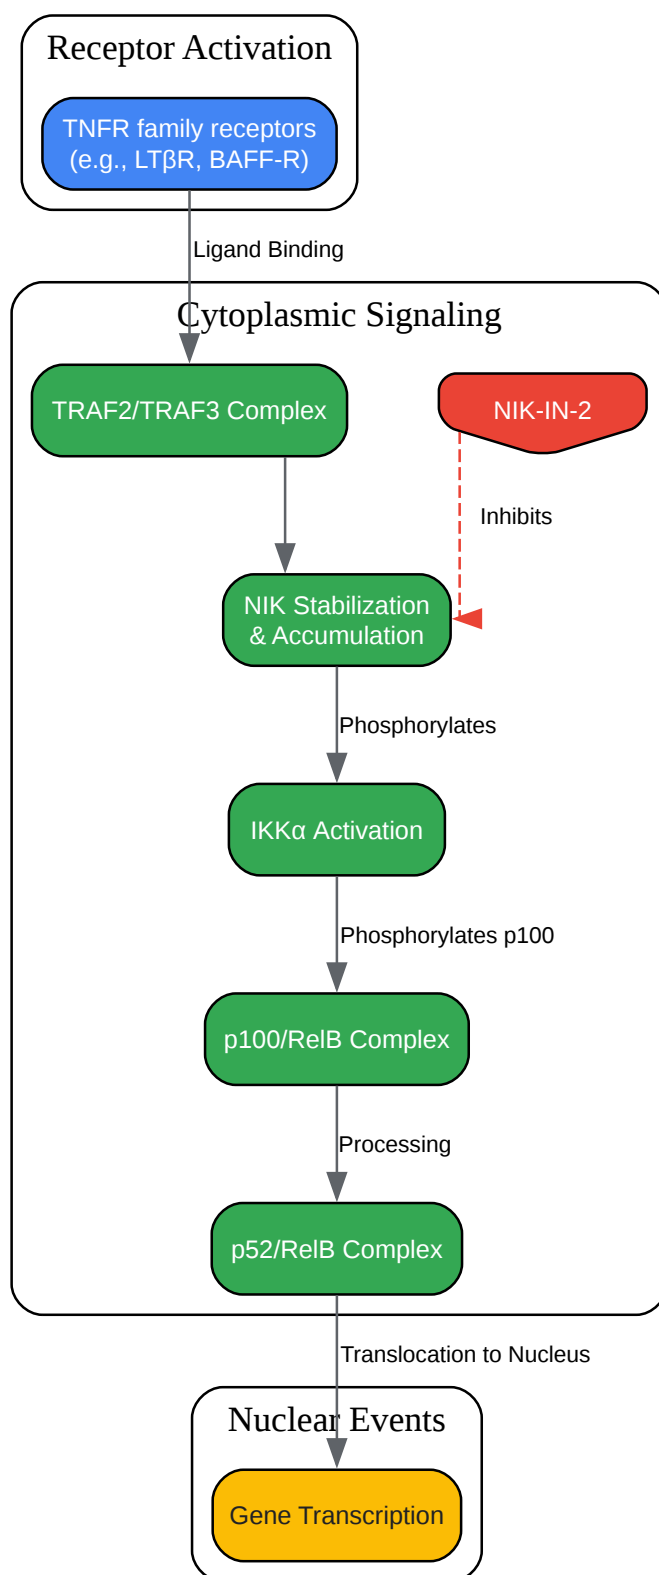 Receptor Activation
TNFR family receptors
(e.g., LTβR, BAFF-R)
Ligand Binding
Cytoplasmic Signaling
TRAF2/TRAF3 Complex
NIK-IN-2
Inhibits
NIK Stabilization
& Accumulation
Phosphorylates
IKKα Activation
Phosphorylates p100
p100/RelB Complex
Processing
p52/RelB Complex
Translocation to Nucleus
Nuclear Events
Gene Transcription